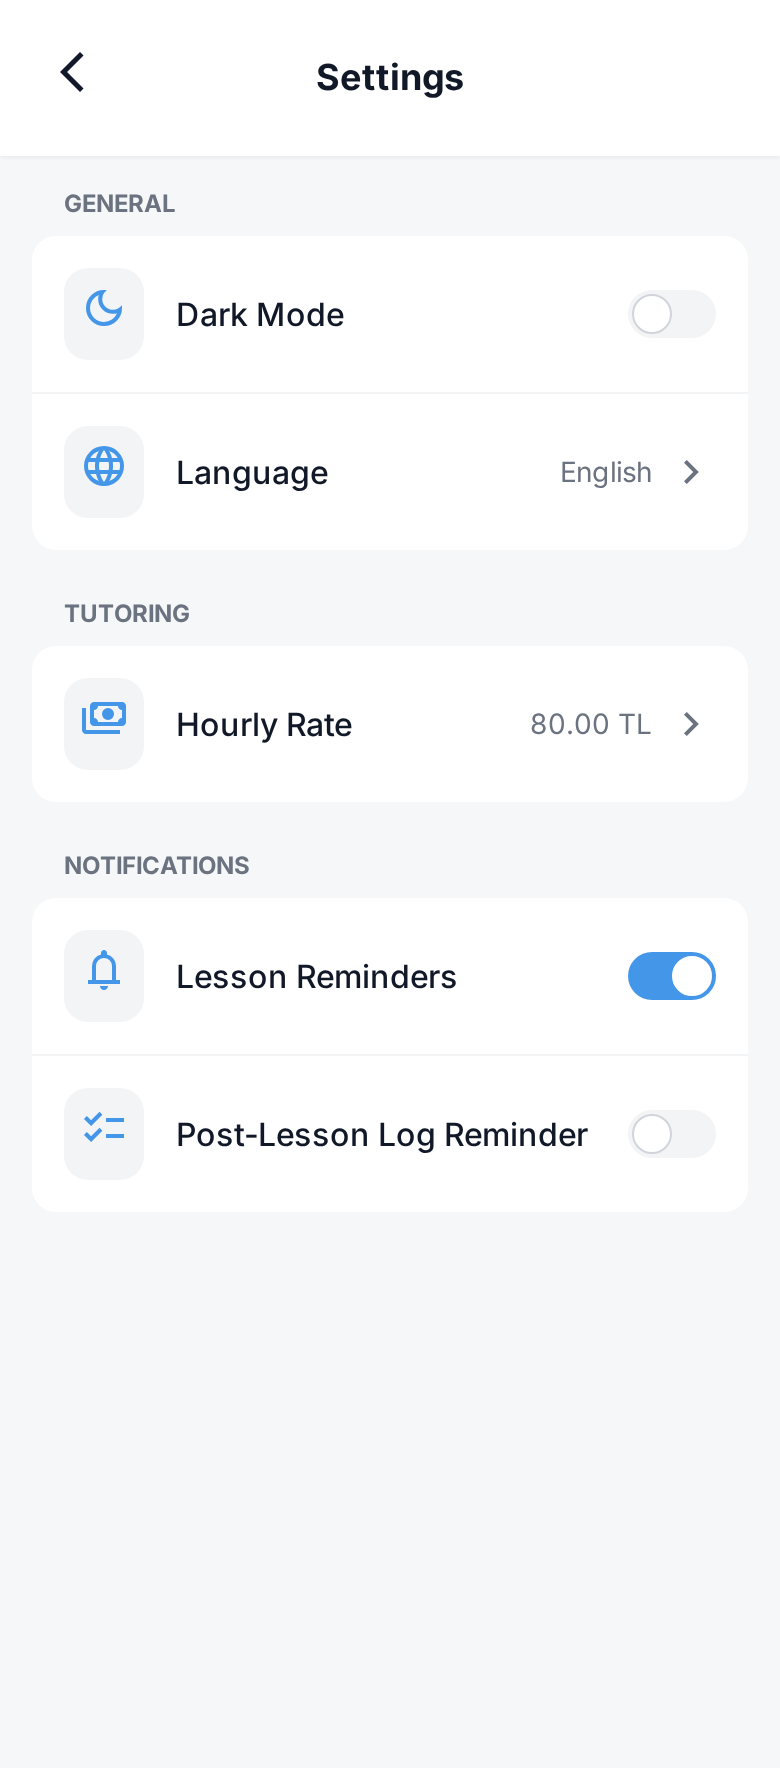 Settings
GENERAL
Dark Mode
Language English
TUTORING
Hourly Rate 80.00 TL
NOTIFICATIONS
Lesson Reminders
Post-Lesson Log Reminder